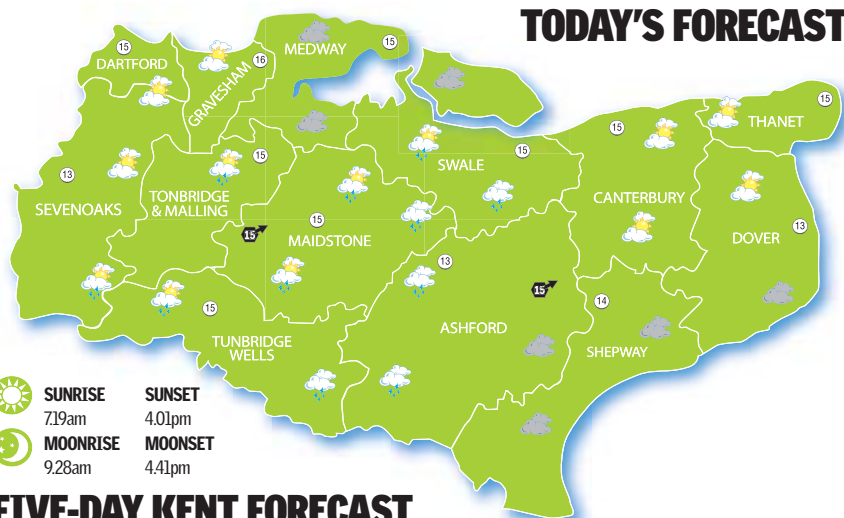 TODAY'S FORECAST
15
DARTFORD
GRAVESHAM
16
MEDWAY
15
15
THANET
13
SEVENOAKS
TONBRIDGE
& MALLING
15
15
MAIDSTONE
15
SWALE
15
15
CANTERBURY
DOVER
13
15
TUNBRIDGE
WELLS
13
15
ASHFORD
14
SHEPWAY
SUNRISE SUNSET
7.19am 4.01pm
MOONRISE MOONSET
9.28am 4.41pm
FIVE-DAY KENT FORECAST